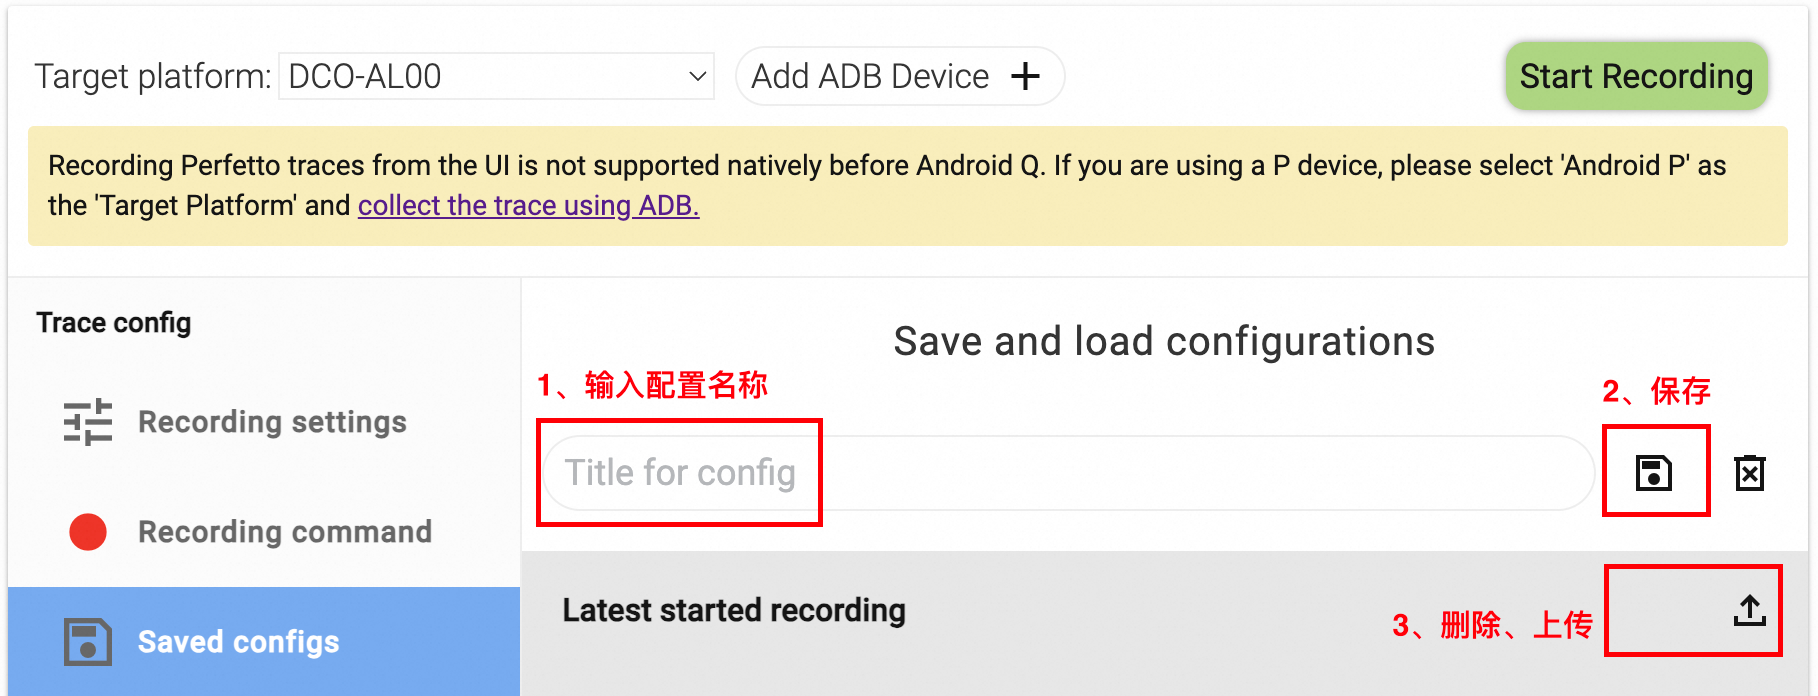 Target platform: DCO-AL00 Add ADB Device + Start Recording
Recording Perfetto traces from the UI is not supported natively before Android Q. If you are using a P device, please select 'Android P' as
the 'Target Platform' and collect the trace using ADB.
Trace config
Recording settings
Recording command
Saved configs
Save and load configurations
1、输入配置名称
2、保存
Title for config
Latest started recording
3、删除、上传